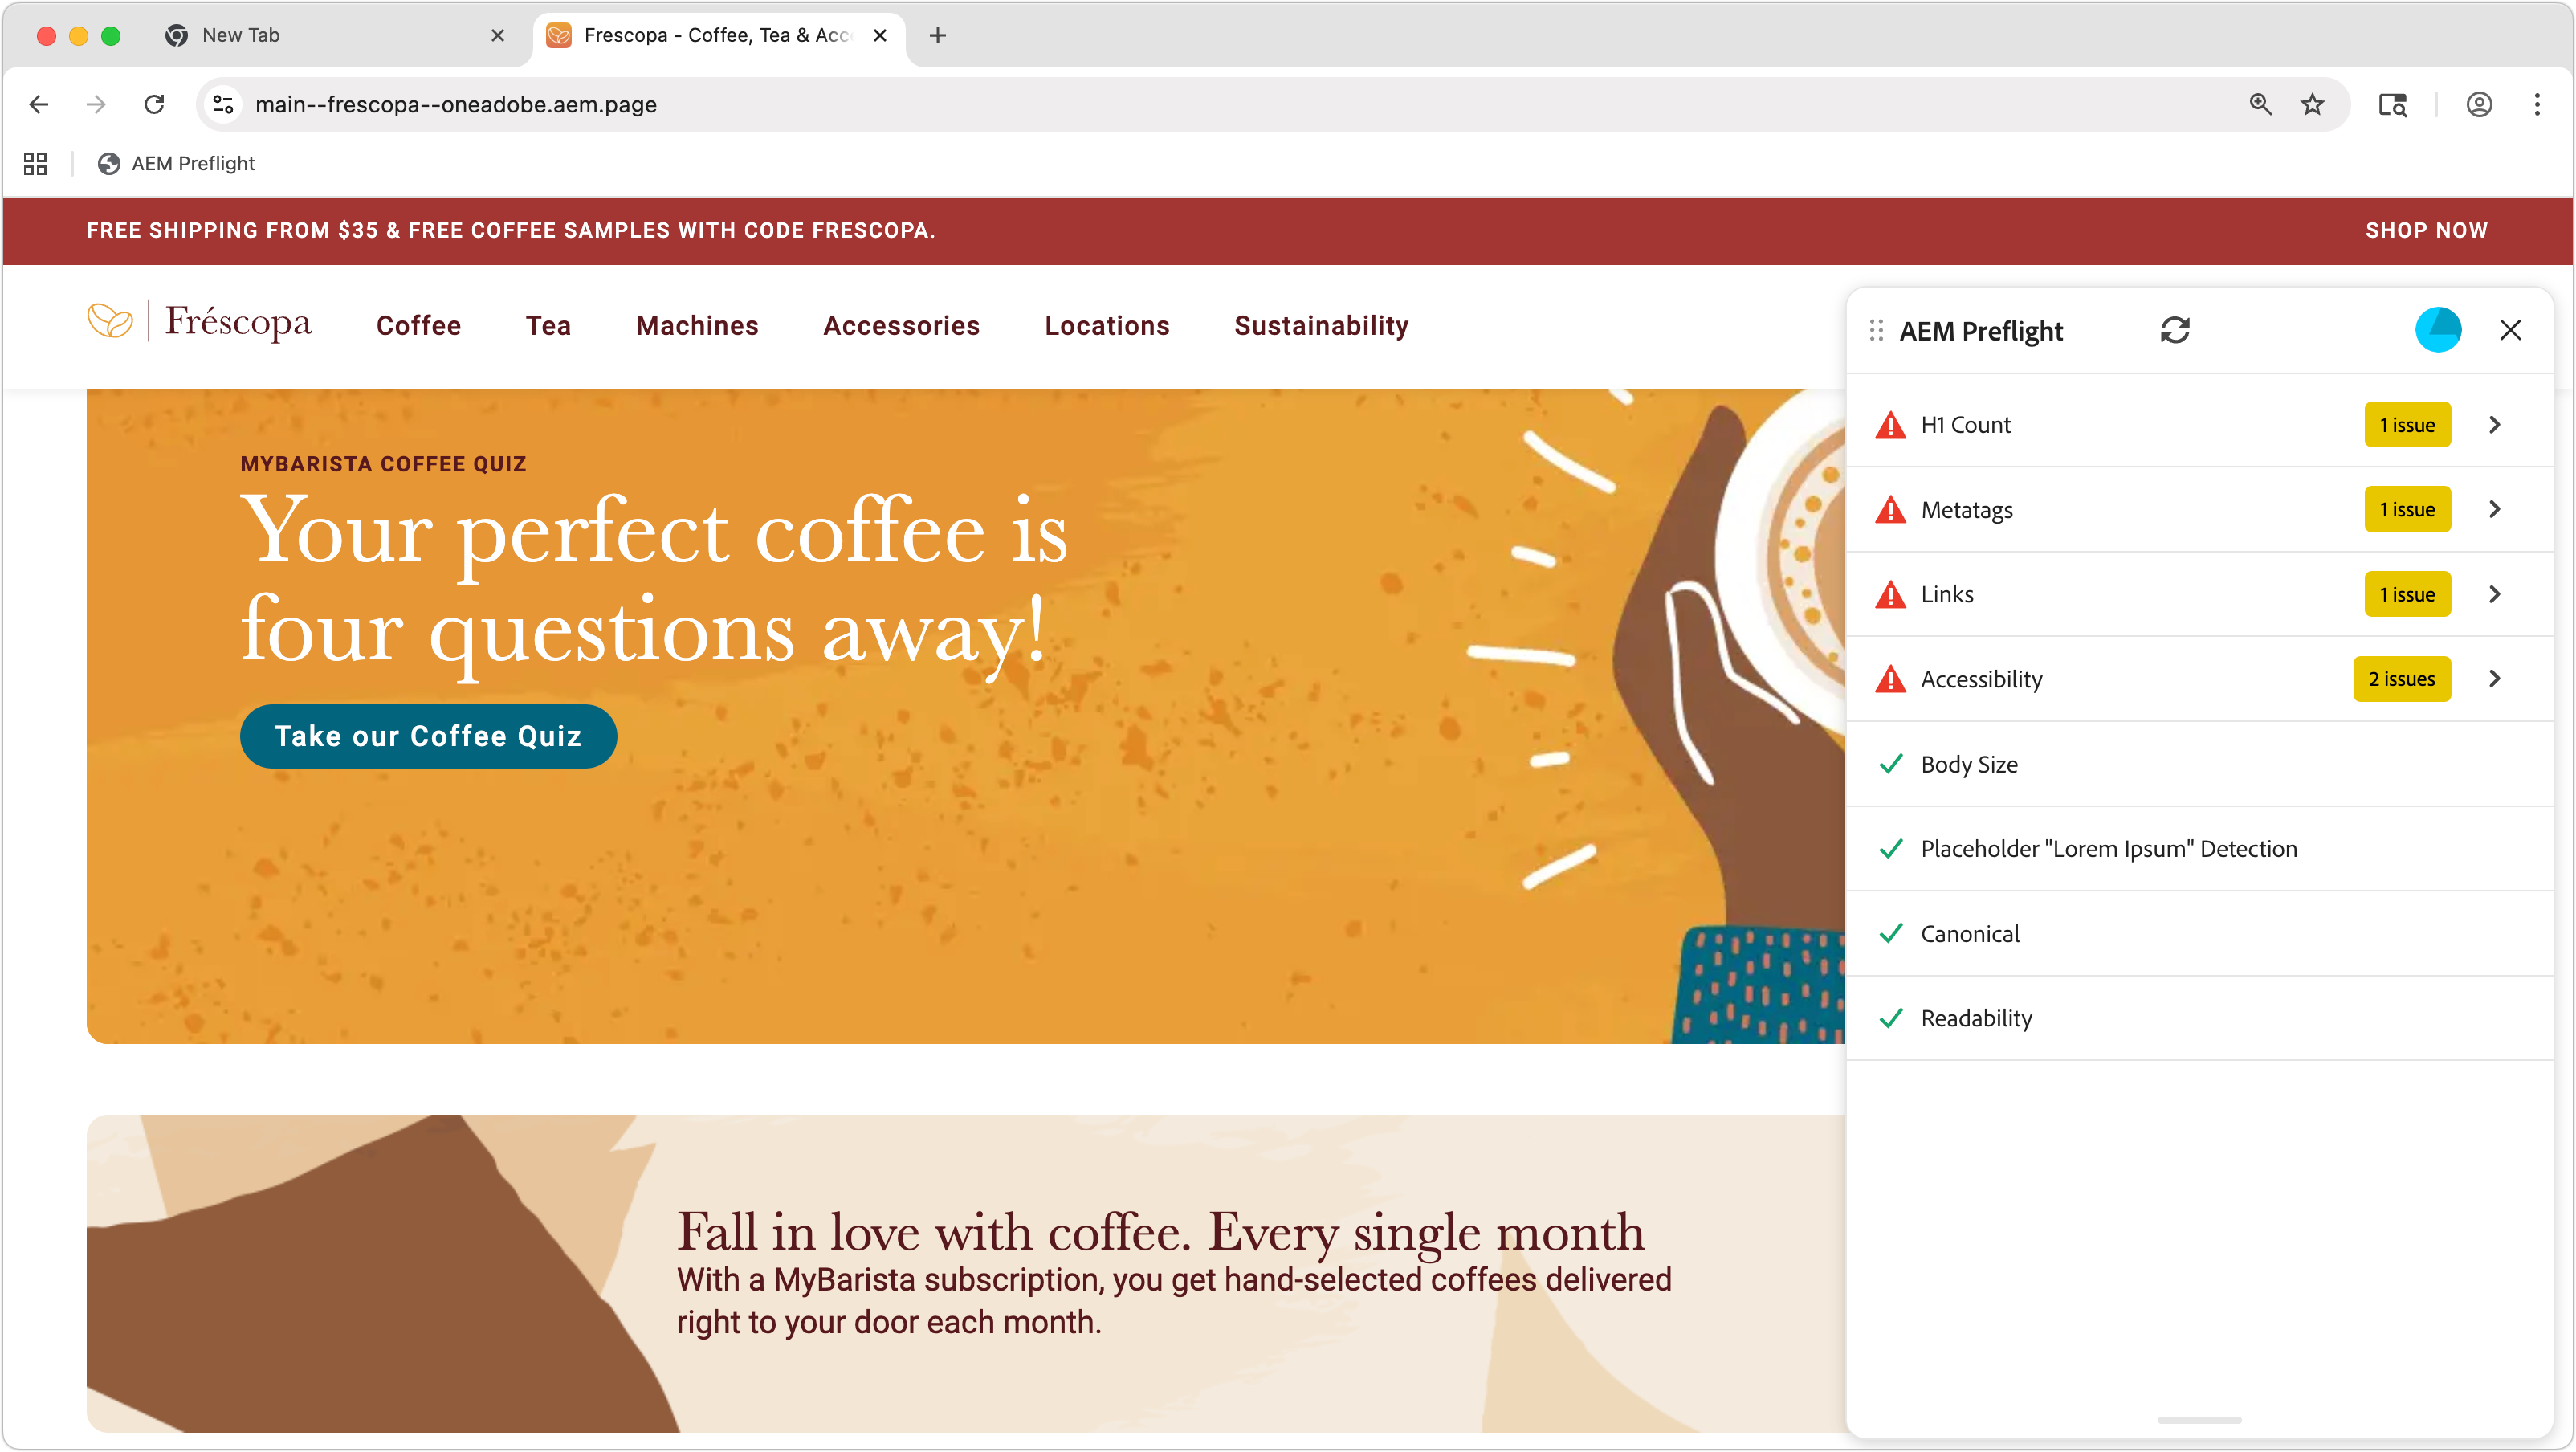 New Tab
Frescopa - Coffee, Tea & Acc
main--frescopa--oneadobe.aem.page
AEM Preflight
FREE SHIPPING FROM $35 & FREE COFFEE SAMPLES WITH CODE FRESCOPA.
SHOP NOW
Fréscopa
Coffee
Tea
Machines
Accessories
Locations
Sustainability
MYBARISTA COFFEE QUIZ
Your perfect coffee is
four questions away!
Take our Coffee Quiz
Fall in love with coffee. Every single month
With a MyBarista subscription, you get hand-selected coffees delivered
right to your door each month.
AEM Preflight
H1 Count
1 issue
Metatags
1 issue
Links
1 issue
Accessibility
2 issues
Body Size
Placeholder "Lorem Ipsum" Detection
Canonical
Readability